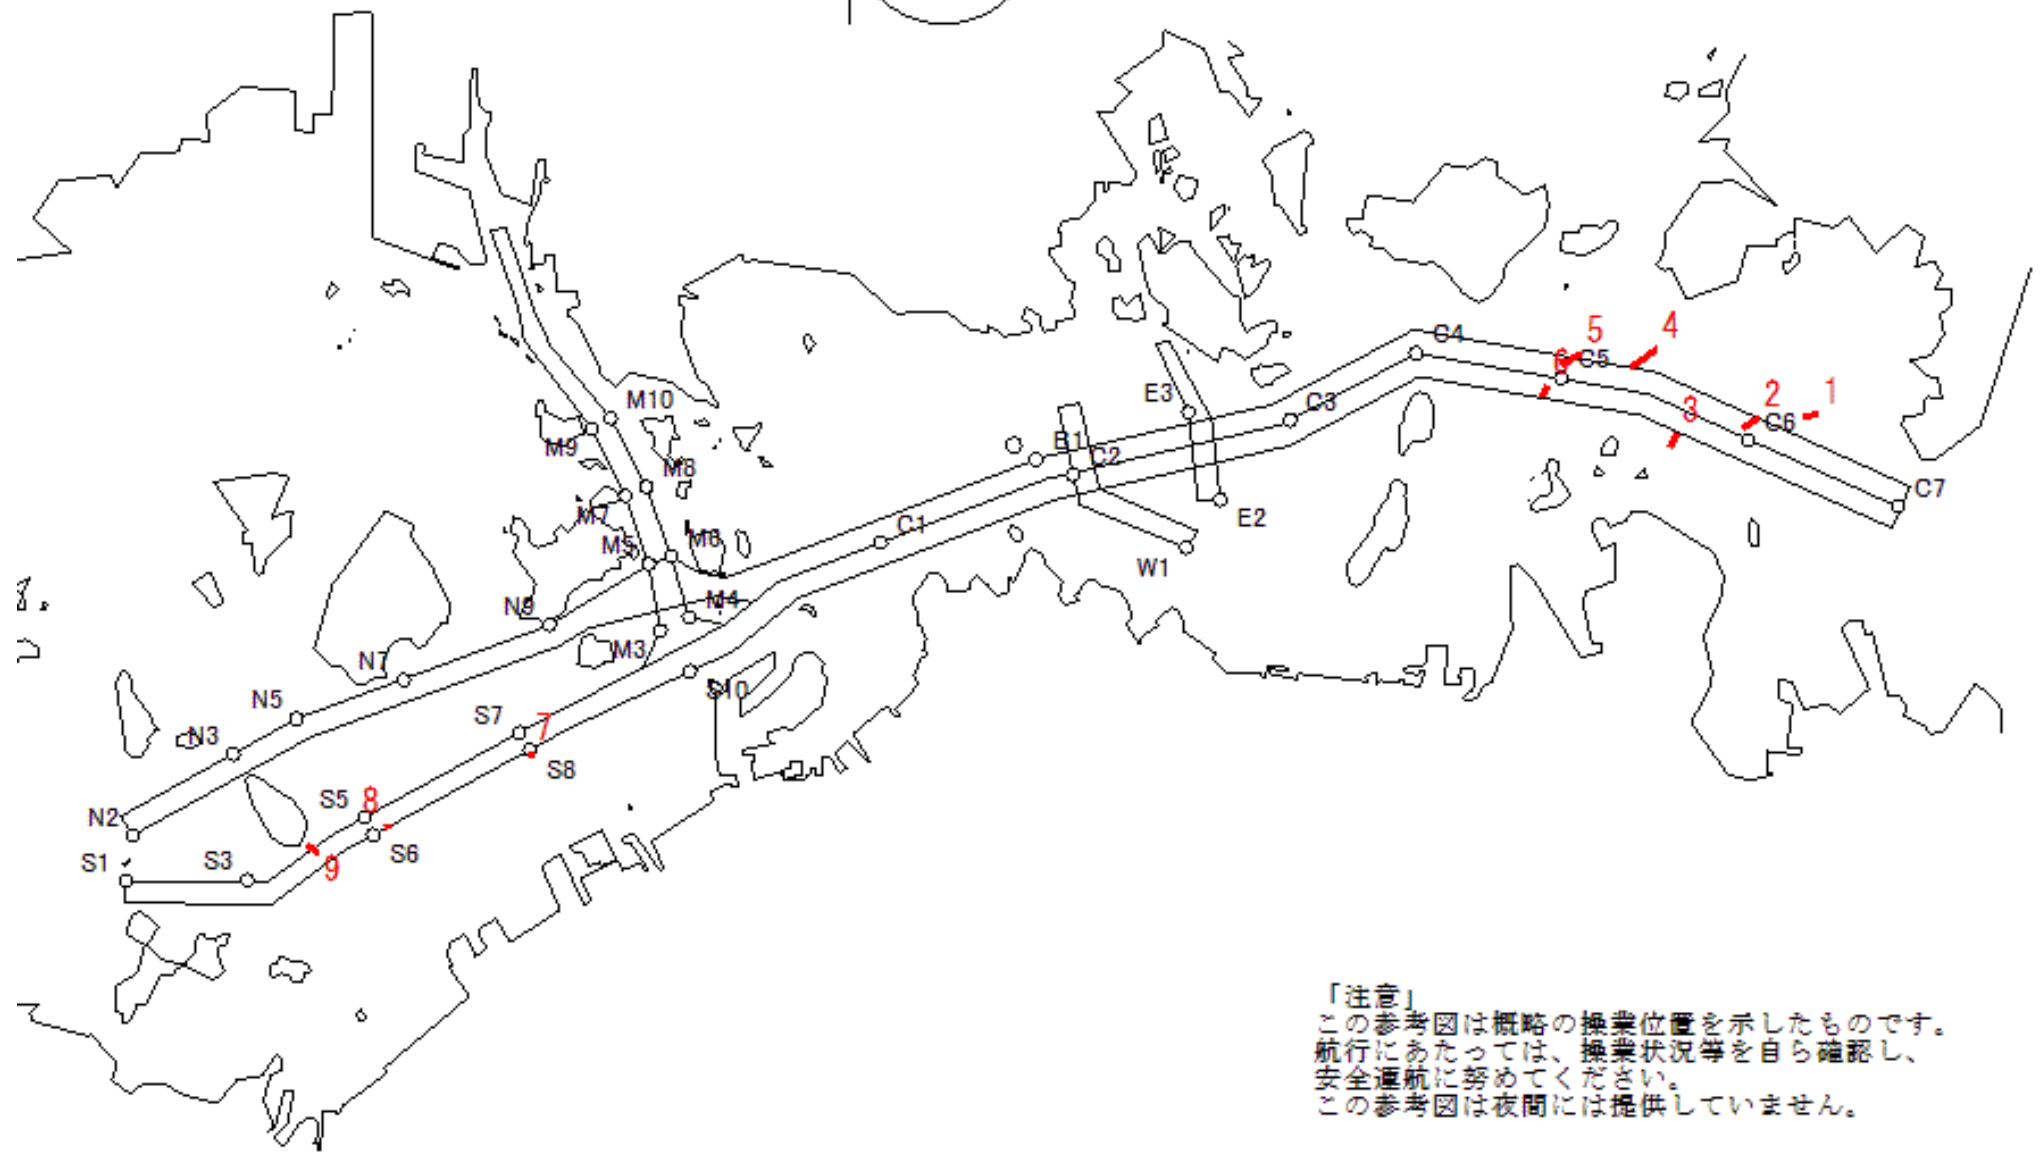 C4
5
4
C5
6
2
1
C6
3
C7
M10
E3
C3
M9
B1
C2
M8
M7
E2
C1
M5
M6
W1
N9
M4
M3
N7
S10
N5
S7
7
N3
S8
S5
8
N2
S6
S1
S3
9
「注意」
この参考図は概略の操業位置を示したものです。
航行にあたっては、操業状況等を自ら確認し、
安全運航に努めてください。
この参考図は夜間には提供していません。